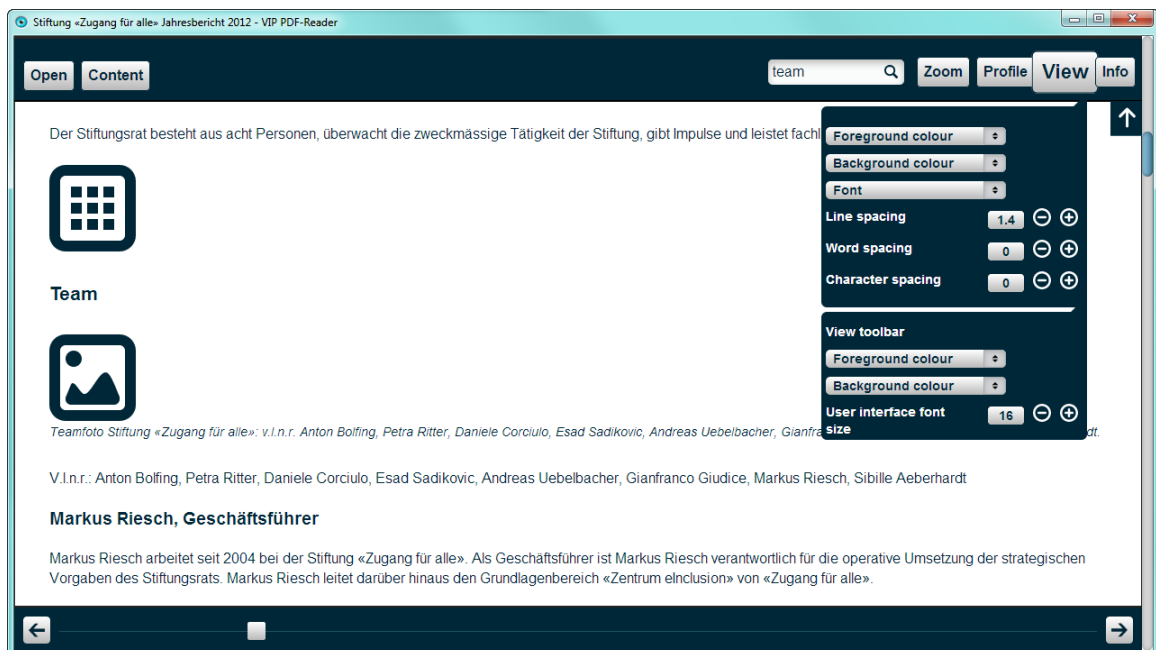 Stiftung «Zugang für alle» Jahresbericht 2012 - VIP PDF-Reader
Open Content team Zoom Profile View Info
Der Stiftungsrat besteht aus acht Personen, überwacht die zweckmässige Tätigkeit der Stiftung, gibt Impulse und leistet fachl
Foreground colour
Background colour
Font
Line spacing 1.4
Word spacing 0
Character spacing 0
Team
View toolbar
Foreground colour
Background colour
User interface font size 16
Teamfoto Stiftung «Zugang für alle»: v.l.n.r. Anton Bolfing, Petra Ritter, Daniele Corciulo, Esad Sadikovic, Andreas Uebelbacher, Gianfra dt.
V.l.n.r.: Anton Bolfing, Petra Ritter, Daniele Corciulo, Esad Sadikovic, Andreas Uebelbacher, Gianfranco Giudice, Markus Riesch, Sibille Aeberhardt
Markus Riesch, Geschäftsführer
Markus Riesch arbeitet seit 2004 bei der Stiftung «Zugang für alle». Als Geschäftsführer ist Markus Riesch verantwortlich für die operative Umsetzung der strategischen
Vorgaben des Stiftungsrats. Markus Riesch leitet darüber hinaus den Grundlagenbereich «Zentrum eInclusion» von «Zugang für alle».